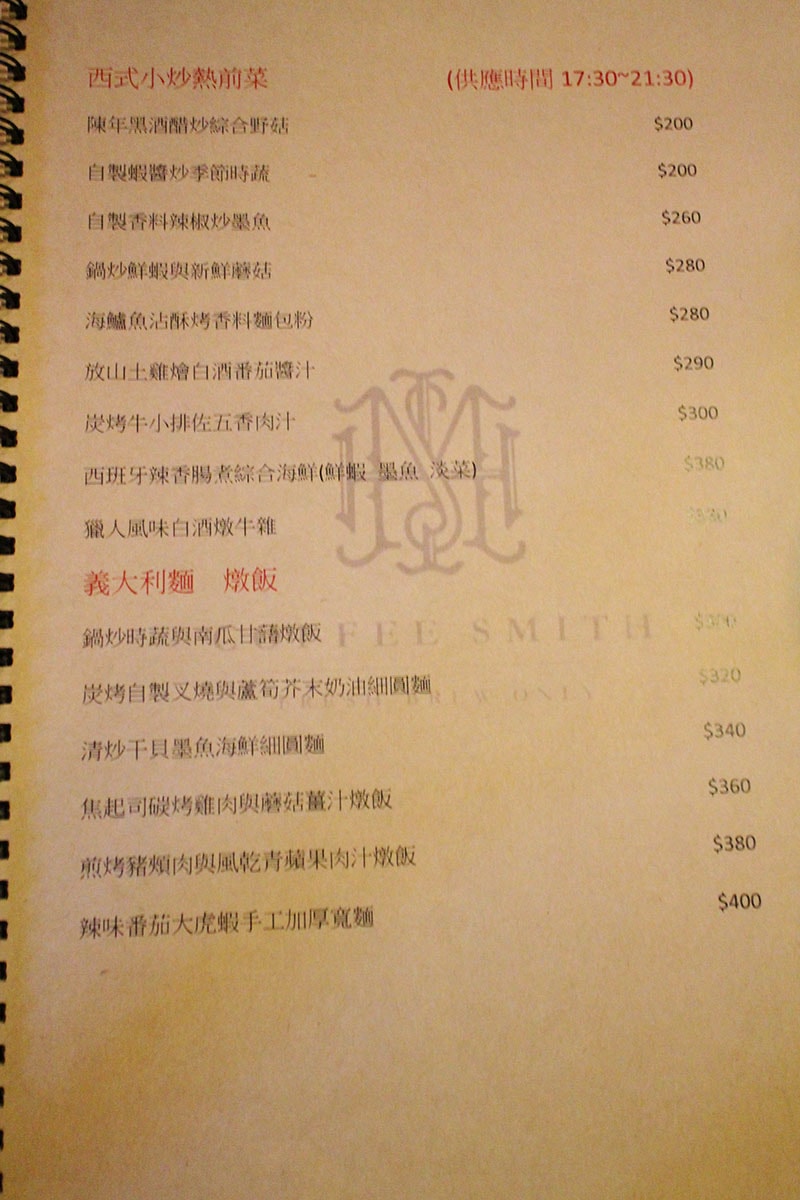 西式小炒熱前菜 (供應時間 17:30~21:30)
陳年黑酒醋炒綜合野菇 $200
自製蝦醬炒季節時蔬 $200
自製香料辣椒炒墨魚 $260
鍋炒鮮蝦與新鮮蘑菇 $280
海鱸魚沾酥烤香料麵包粉 $280
放山土雞燴白酒番茄醬汁 $290
炭烤牛小排佐五香肉汁 $300
西班牙辣香腸煮綜合海鮮(鮮蝦 墨魚 淡菜) $380
獵人風味白酒燉牛雜 $330
義大利麵 燉飯
鍋炒時蔬與南瓜甘藷燉飯 $300
COFFEE SMITH
炭烤自製叉燒與蘆筍芥末奶油細圓麵 $320
清炒干貝墨魚海鮮細圓麵 $340
焦起司碳烤雞肉與蘑菇薑汁燉飯 $360
煎烤豬頰肉與風乾青蘋果肉汁燉飯 $380
辣味番茄大虎蝦手工加厚寬麵 $400